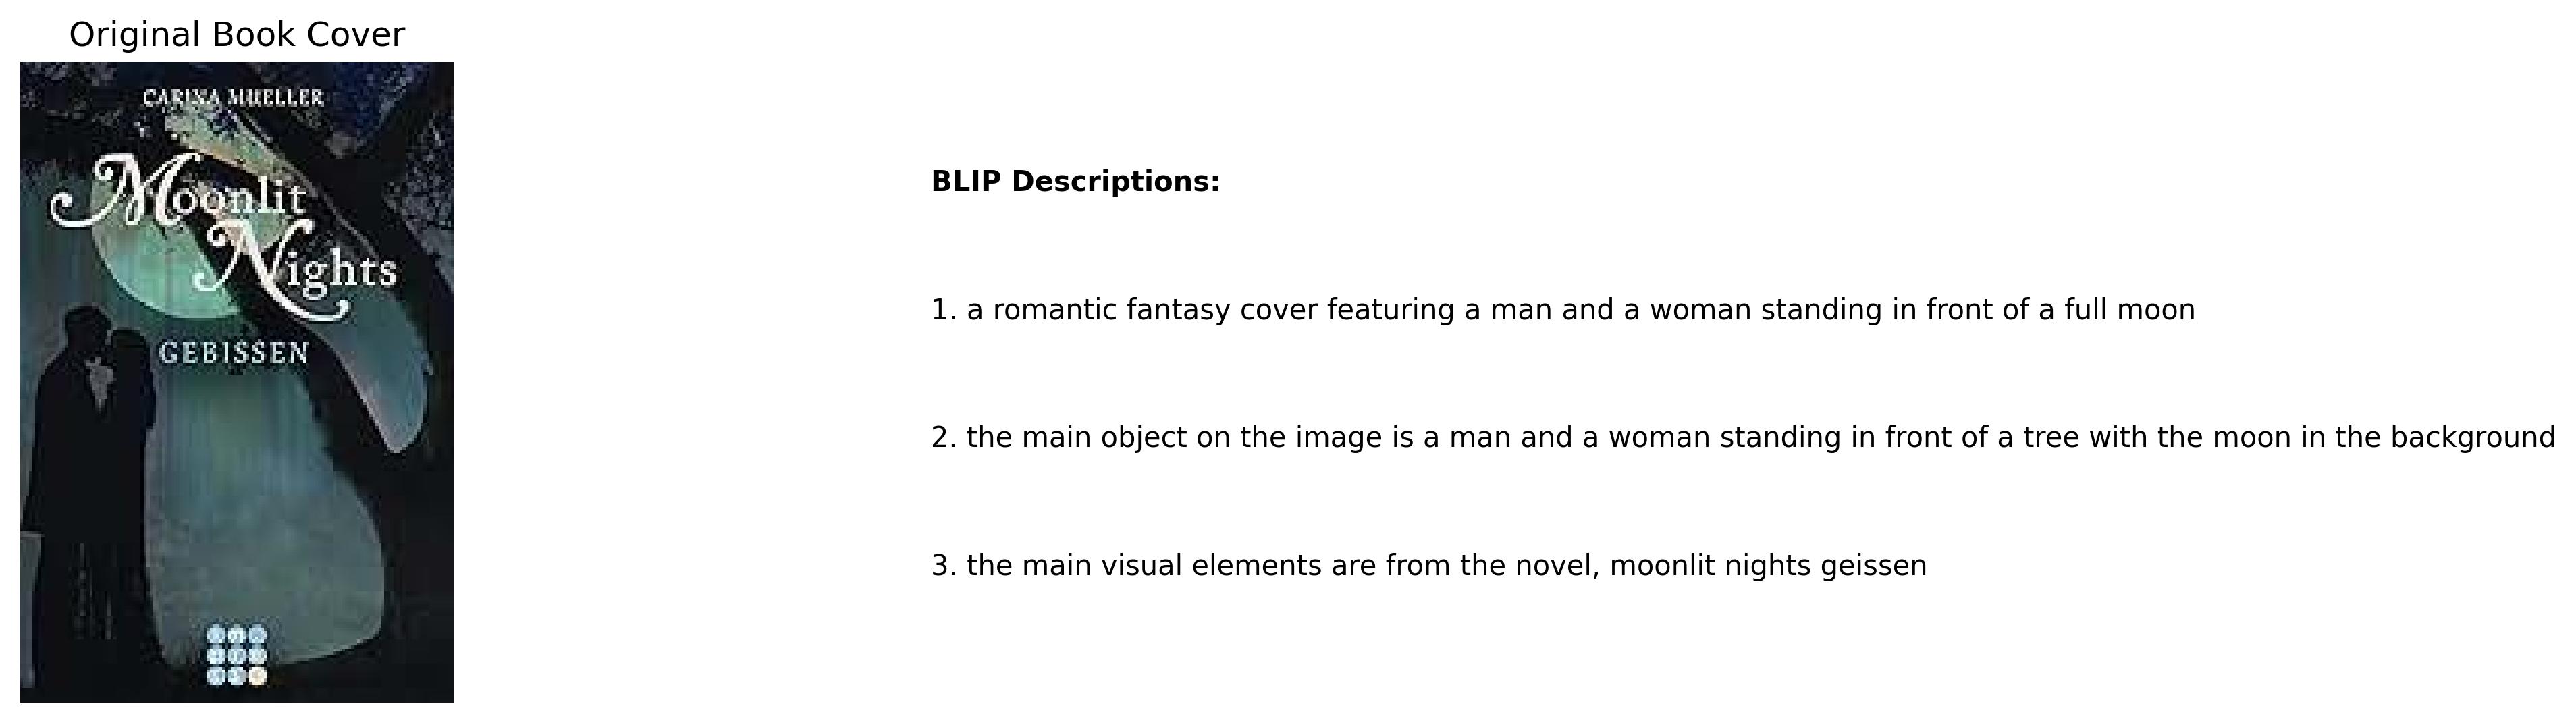 Original Book Cover
CARINA MUELLER
Moonlit
Nights
GEBISSEN
BLIP Descriptions:
1. a romantic fantasy cover featuring a man and a woman standing in front of a full moon
2. the main object on the image is a man and a woman standing in front of a tree with the moon in the background
3. the main visual elements are from the novel, moonlit nights geissen